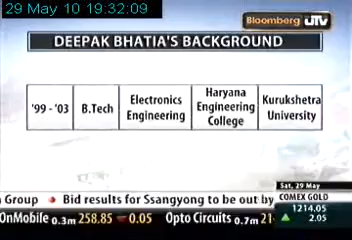 29 May 10 19:32:09
Bloomberg UTV
DEEPAK BHATIA'S BACKGROUND
'99 - '03
B.Tech
Electronics
Engineering
Haryana
Engineering
College
Kurukshetra
University
Group • Bid results for Ssangyong to be out by
Sat, 29 May
COMEX GOLD
1214.05
2.05
OnMobile 0.3m 258.85 0.05 Opto Circuits 0.7m 21